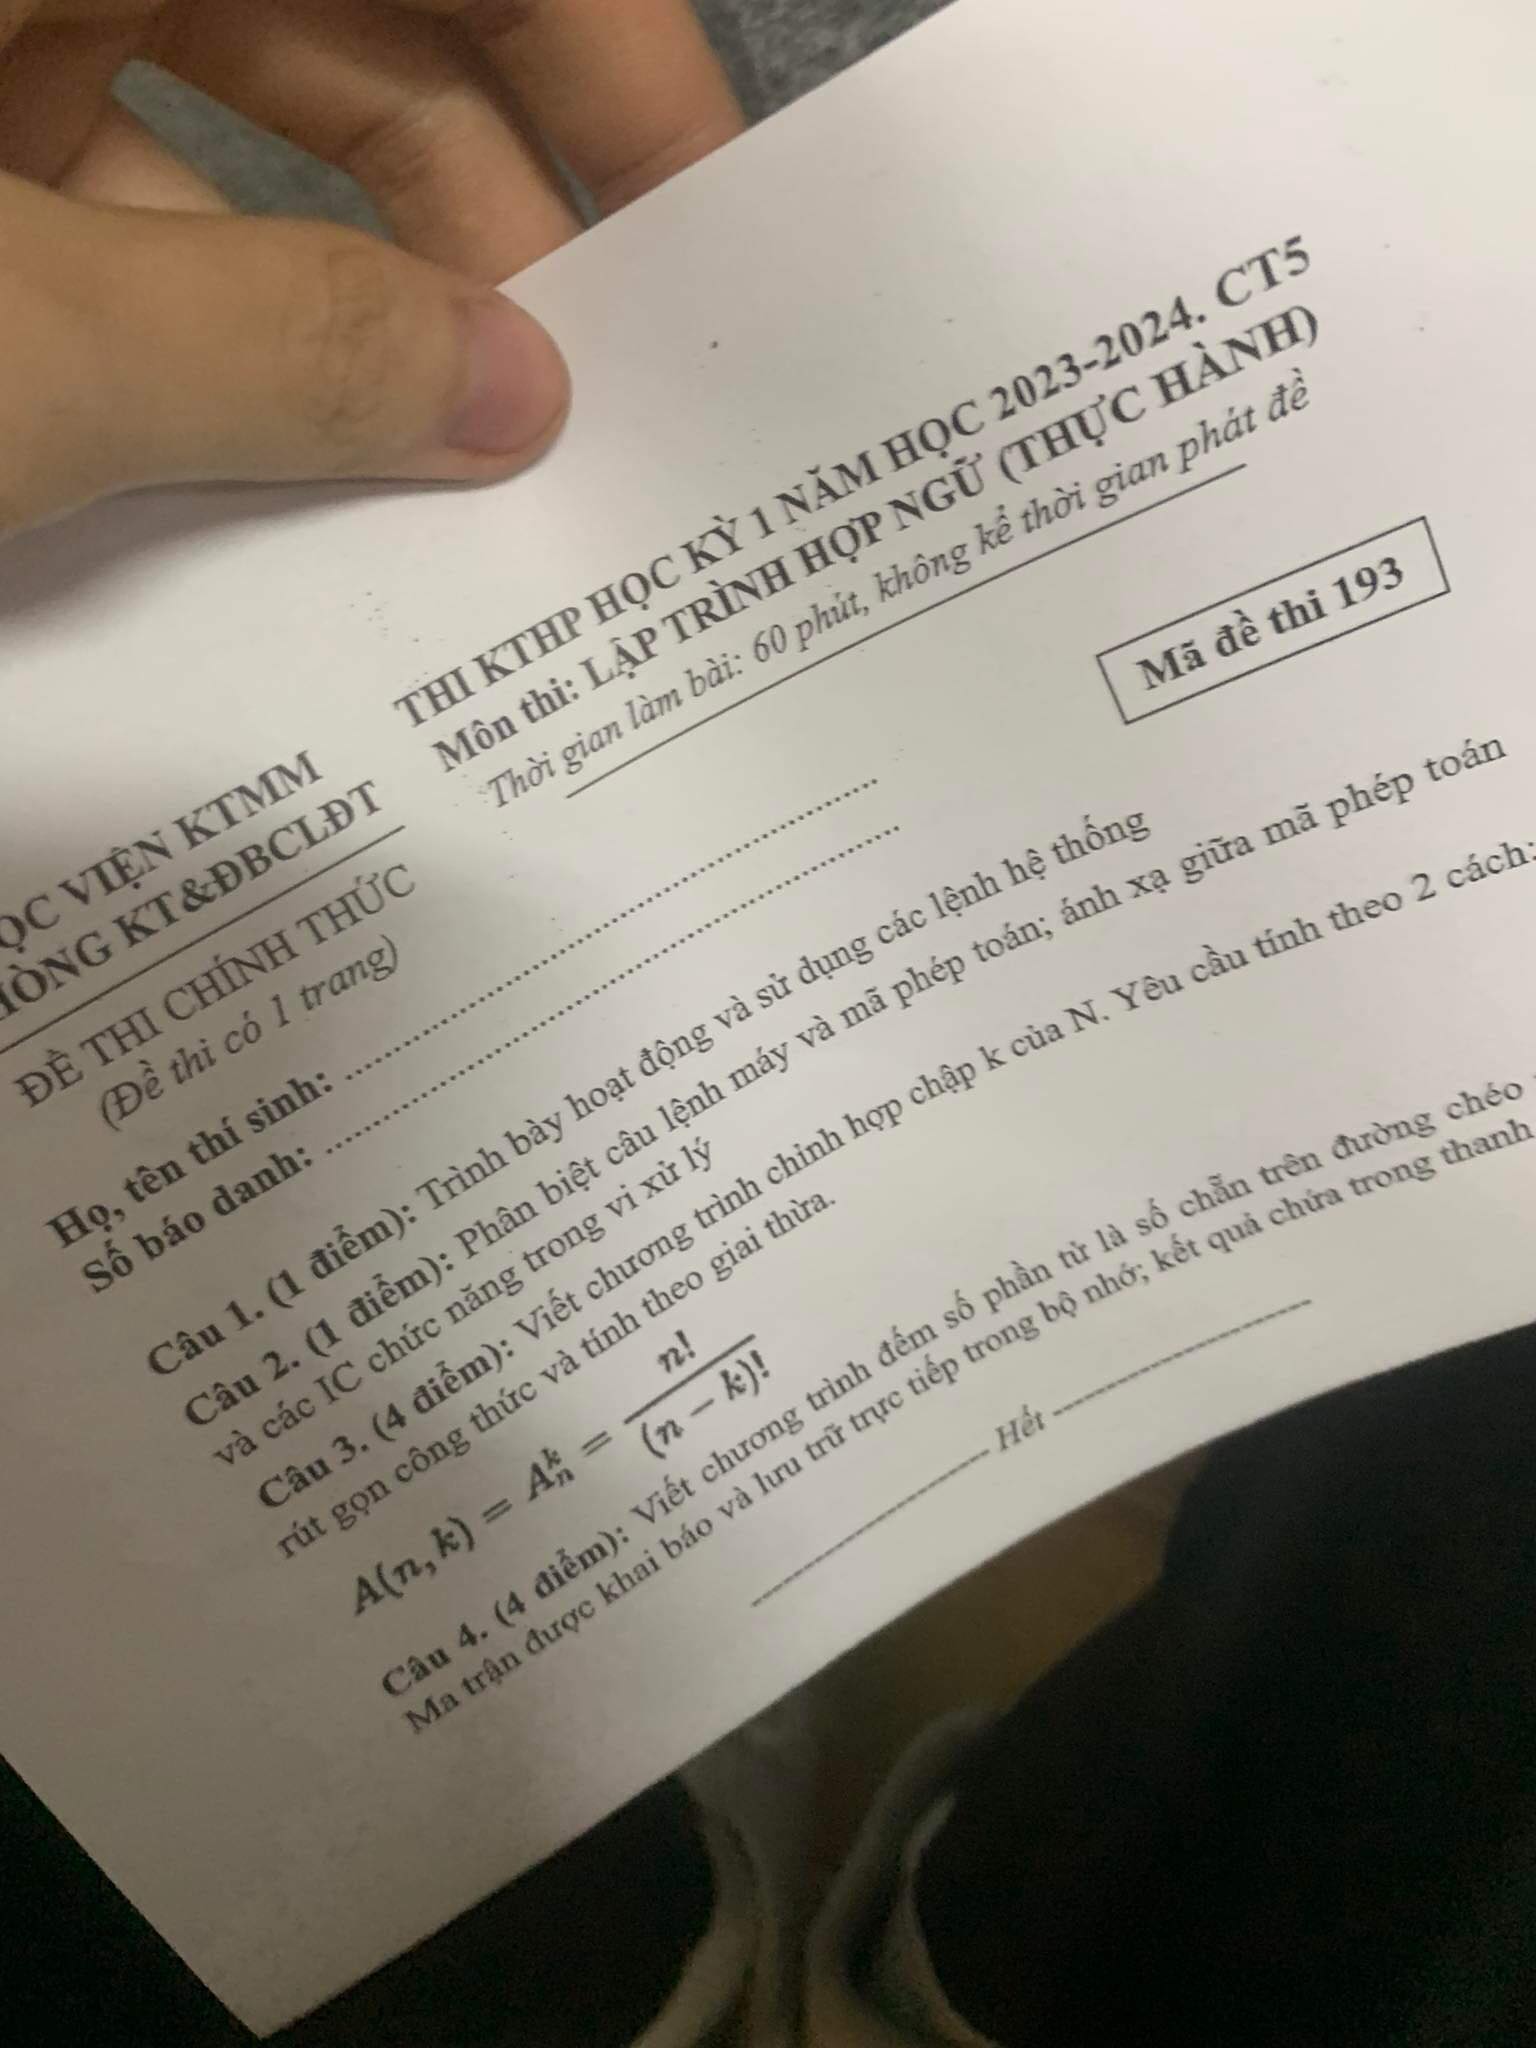 THI KTHP HỌC KỲ 1 NĂM HỌC 2023-2024. CT5
Môn thi: LẬP TRÌNH HỢP NGỮ (THỰC HÀNH)
Thời gian làm bài: 60 phút, không kể thời gian phát đề
ỌC VIỆN KTMM
HÒNG KT&ĐBCLĐT
ĐỀ THI CHÍNH THỨC
(Đề thi có 1 trang)
Mã đề thi 193
Họ, tên thí sinh: ........................................................
Số báo danh: ...........................................................
Câu 1. (1 điểm): Trình bày hoạt động và sử dụng các lệnh hệ thống
Câu 2. (1 điểm): Phân biệt câu lệnh máy và mã phép toán; ánh xạ giữa mã phép toán
và các IC chức năng trong vi xử lý
Câu 3. (4 điểm): Viết chương trình chỉnh hợp chập k của N. Yêu cầu tính theo 2 cách:
rút gọn công thức và tính theo giai thừa.
A(n, k) = Aₙᵏ = n! / (n − k)!
Câu 4. (4 điểm): Viết chương trình đếm số phần tử là số chẵn trên đường chéo
Ma trận được khai báo và lưu trữ trực tiếp trong bộ nhớ; kết quả chứa trong thanh
-------------------- Hết --------------------